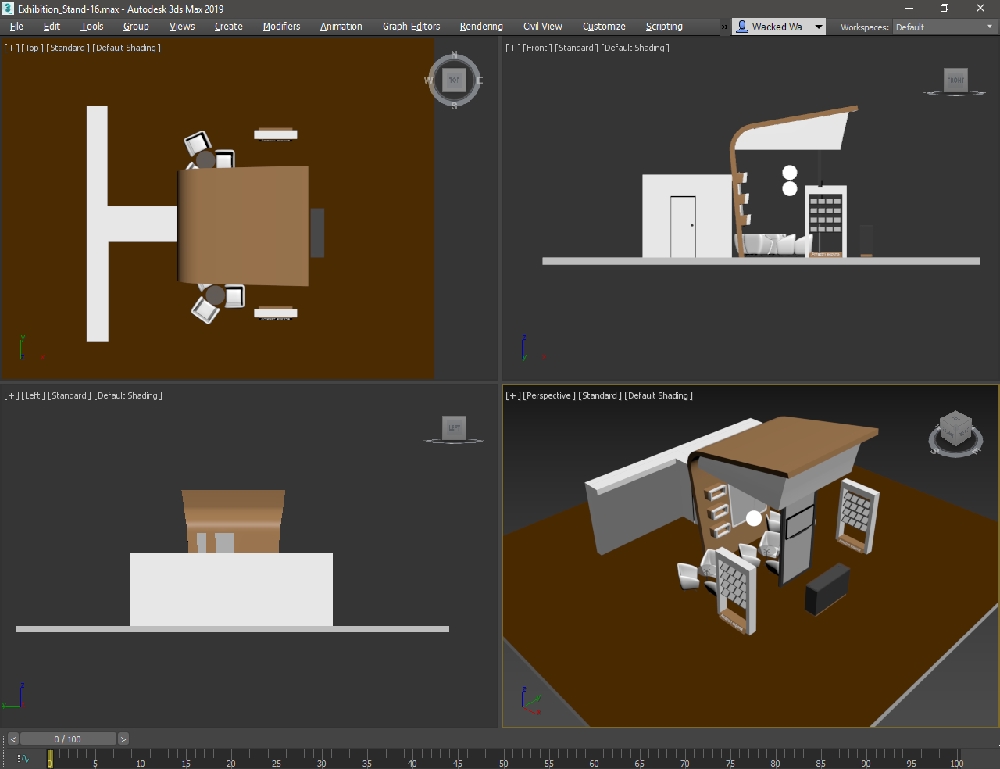 Exhibition_Stand-16.max - Autodesk 3ds Max 2019
File Edit Tools Group Views Create Modifiers Animation Graph Editors Rendering Civil View Customize Scripting » Wacked Wa Workspaces: Default
[+] [Top] [Standard] [Default Shading]
N
W TOP E
S
[+] [Front] [Standard] [Default Shading]
FRONT
[+] [Left] [Standard] [Default Shading]
LEFT
[+] [Perspective] [Standard] [Default Shading]
< 0 / 100 >
0 5 10 15 20 25 30 35 40 45 50 55 60 65 70 75 80 85 90 95 100